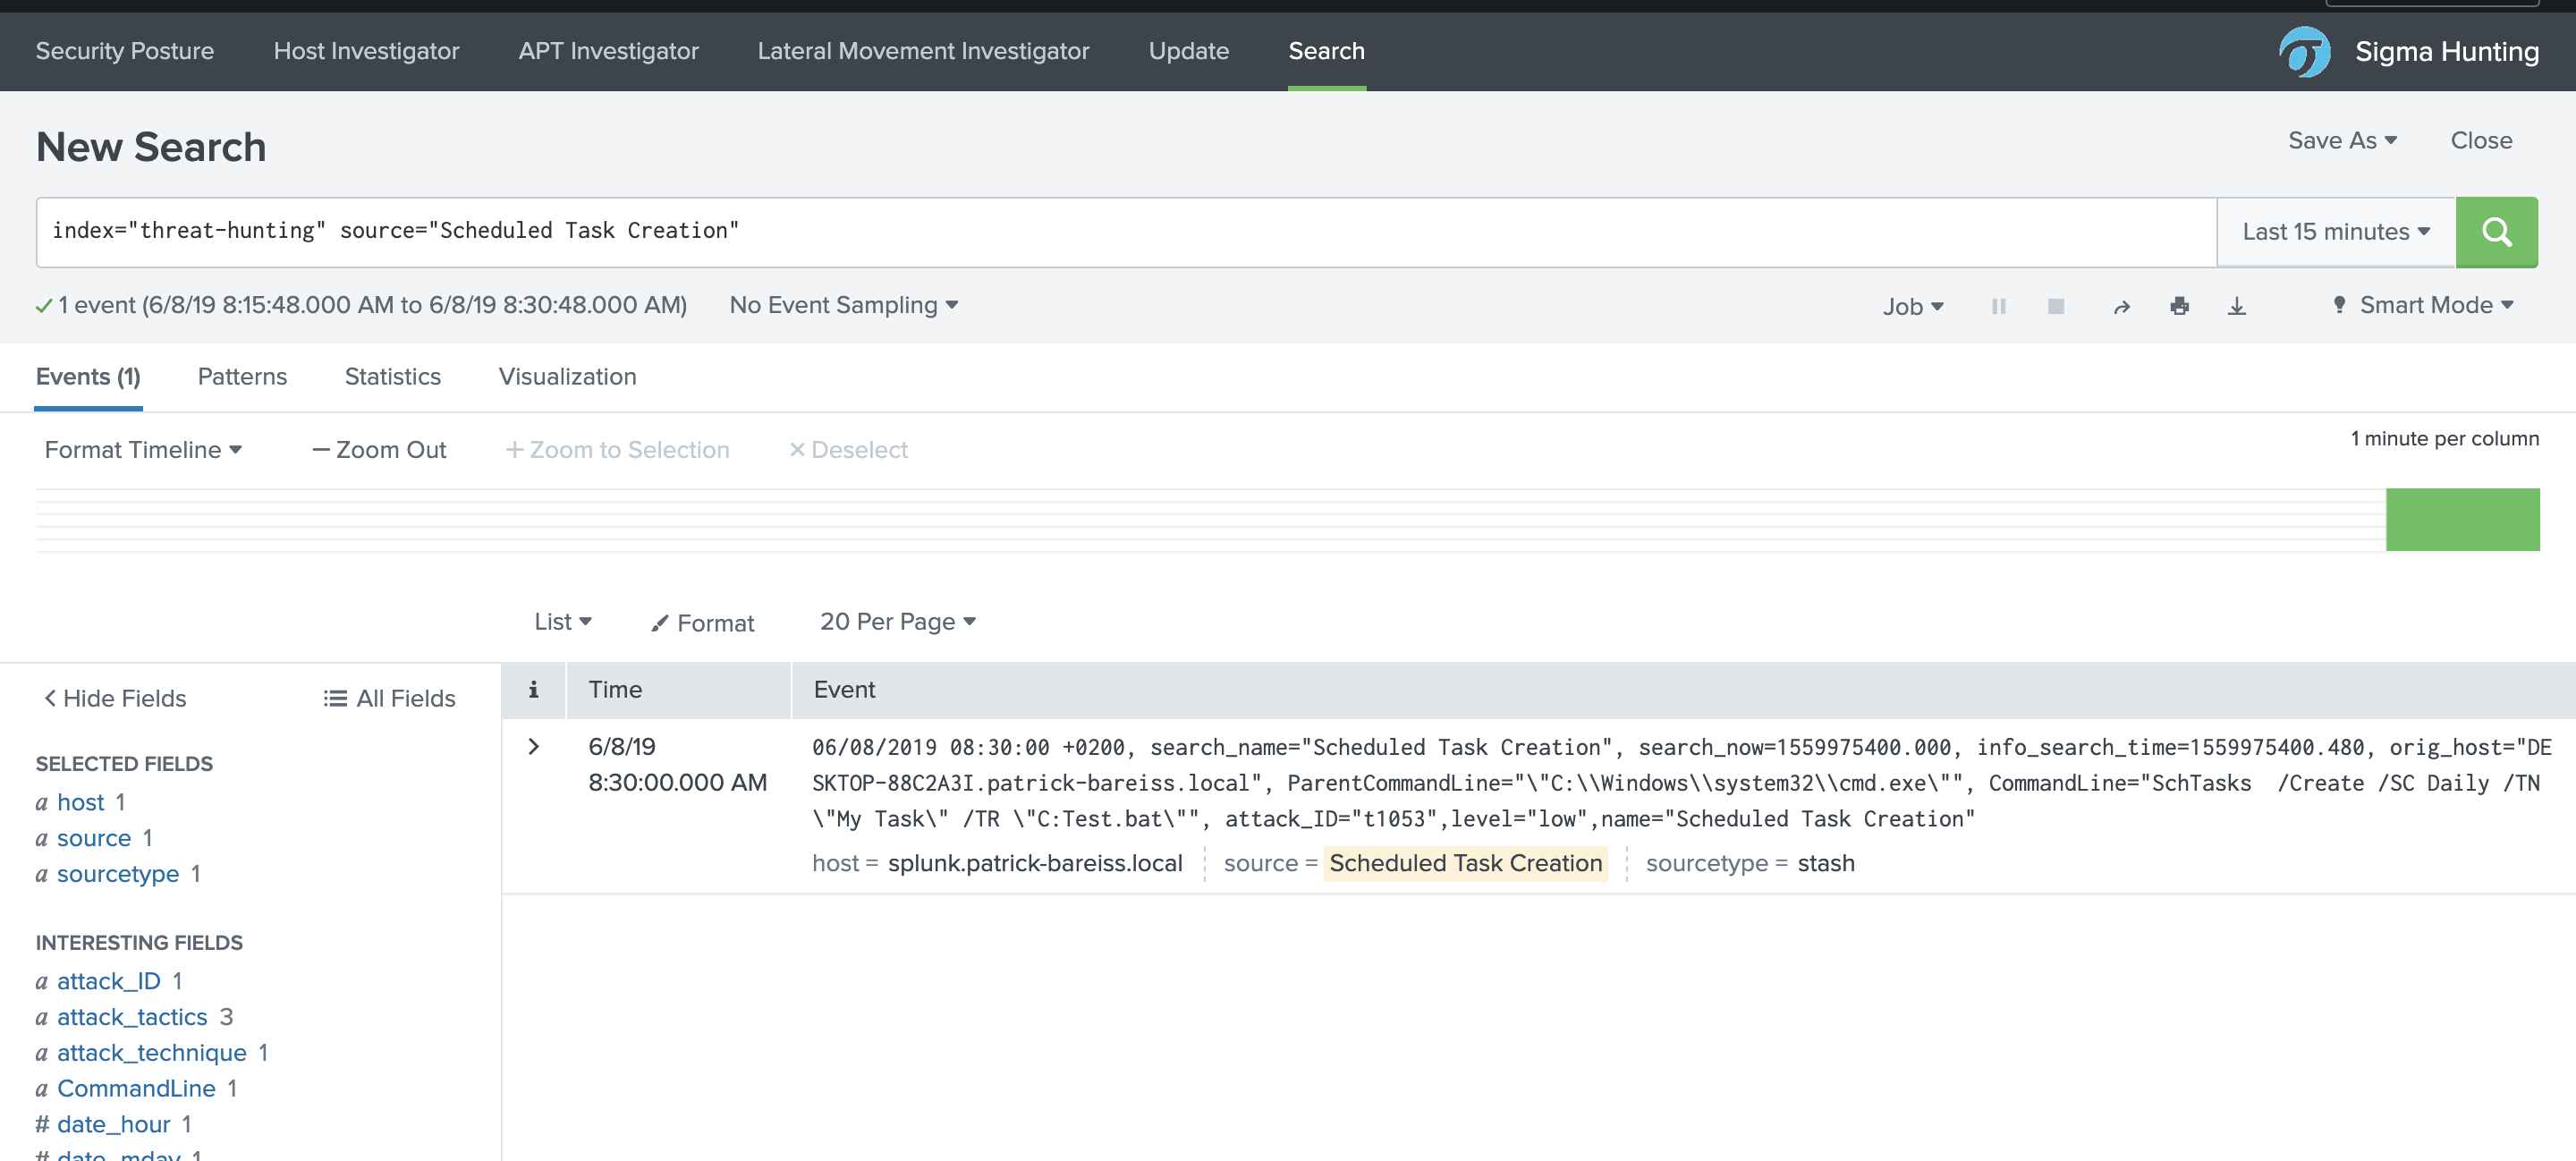 Security Posture Host Investigator APT Investigator Lateral Movement Investigator Update Search Sigma Hunting
New Search Save As Close
index="threat-hunting" source="Scheduled Task Creation" Last 15 minutes
1 event (6/8/19 8:15:48.000 AM to 6/8/19 8:30:48.000 AM) No Event Sampling Job Smart Mode
Events (1) Patterns Statistics Visualization
Format Timeline — Zoom Out + Zoom to Selection × Deselect 1 minute per column
List Format 20 Per Page
< Hide Fields All Fields
SELECTED FIELDS
a host 1
a source 1
a sourcetype 1
INTERESTING FIELDS
a attack_ID 1
a attack_tactics 3
a attack_technique 1
a CommandLine 1
# date_hour 1
# date_mday 1
i Time Event
> 6/8/19
8:30:00.000 AM
06/08/2019 08:30:00 +0200, search_name="Scheduled Task Creation", search_now=1559975400.000, info_search_time=1559975400.480, orig_host="DE
SKTOP-88C2A3I.patrick-bareiss.local", ParentCommandLine="\"C:\\Windows\\system32\\cmd.exe\"", CommandLine="SchTasks  /Create /SC Daily /TN
\"My Task\" /TR \"C:Test.bat\"", attack_ID="t1053",level="low",name="Scheduled Task Creation"
host = splunk.patrick-bareiss.local source = Scheduled Task Creation sourcetype = stash